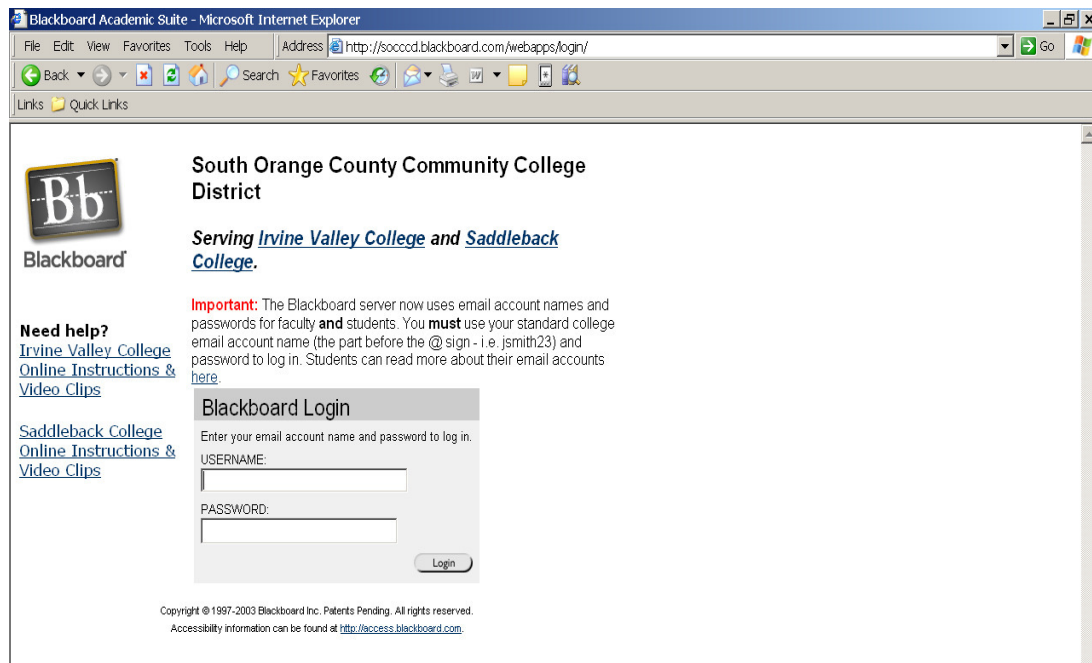 Blackboard Academic Suite - Microsoft Internet Explorer
File Edit View Favorites Tools Help Address http://socccd.blackboard.com/webapps/login/ Go
Back Search Favorites
Links Quick Links
Bb
Blackboard
Need help?
Irvine Valley College
Online Instructions &
Video Clips
Saddleback College
Online Instructions &
Video Clips
South Orange County Community College
District
Serving Irvine Valley College and Saddleback
College.
Important: The Blackboard server now uses email account names and
passwords for faculty and students. You must use your standard college
email account name (the part before the @ sign - i.e. jsmith23) and
password to log in. Students can read more about their email accounts
here.
Blackboard Login
Enter your email account name and password to log in.
USERNAME:
PASSWORD:
Login
Copyright © 1997-2003 Blackboard Inc. Patents Pending. All rights reserved.
Accessibility information can be found at http://access.blackboard.com.